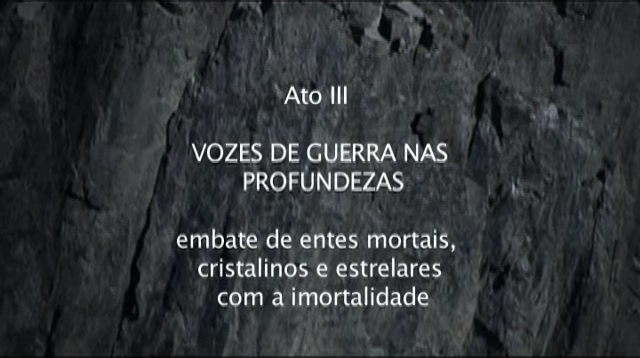 Ato III
VOZES DE GUERRA NAS
PROFUNDEZAS
embate de entes mortais,
cristalinos e estrelares
com a imortalidade